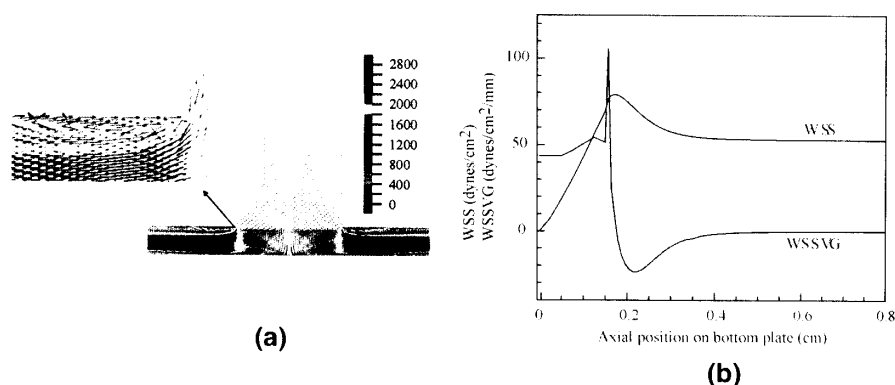 2800
2400
2000
1600
1200
800
400
0
(a)
WSS (dynes/cm²)
WSSVG (dynes/cm²/mm)
100
50
0
WSS
WSSVG
0 0.2 0.4 0.6 0.8
Axial position on bottom plate (cm)
(b)